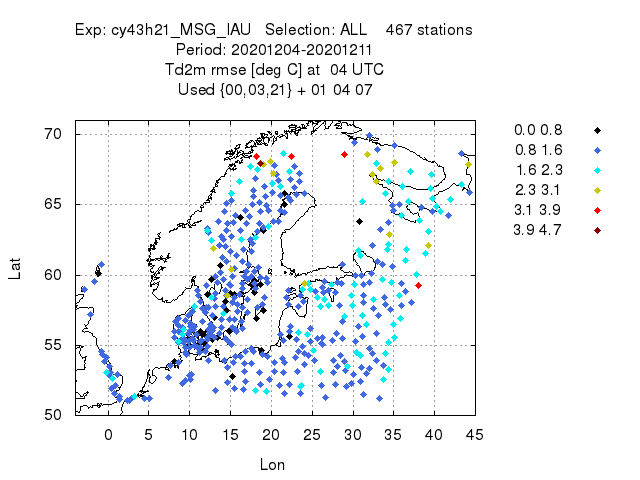 Exp: cy43h21_MSG_IAU   Selection: ALL    467 stations
Period: 20201204-20201211
Td2m rmse [deg C] at  04 UTC
Used {00,03,21} + 01 04 07
0.0 0.8
0.8 1.6
1.6 2.3
2.3 3.1
3.1 3.9
3.9 4.7
70
65
60
55
50
Lat
0 5 10 15 20 25 30 35 40 45
Lon